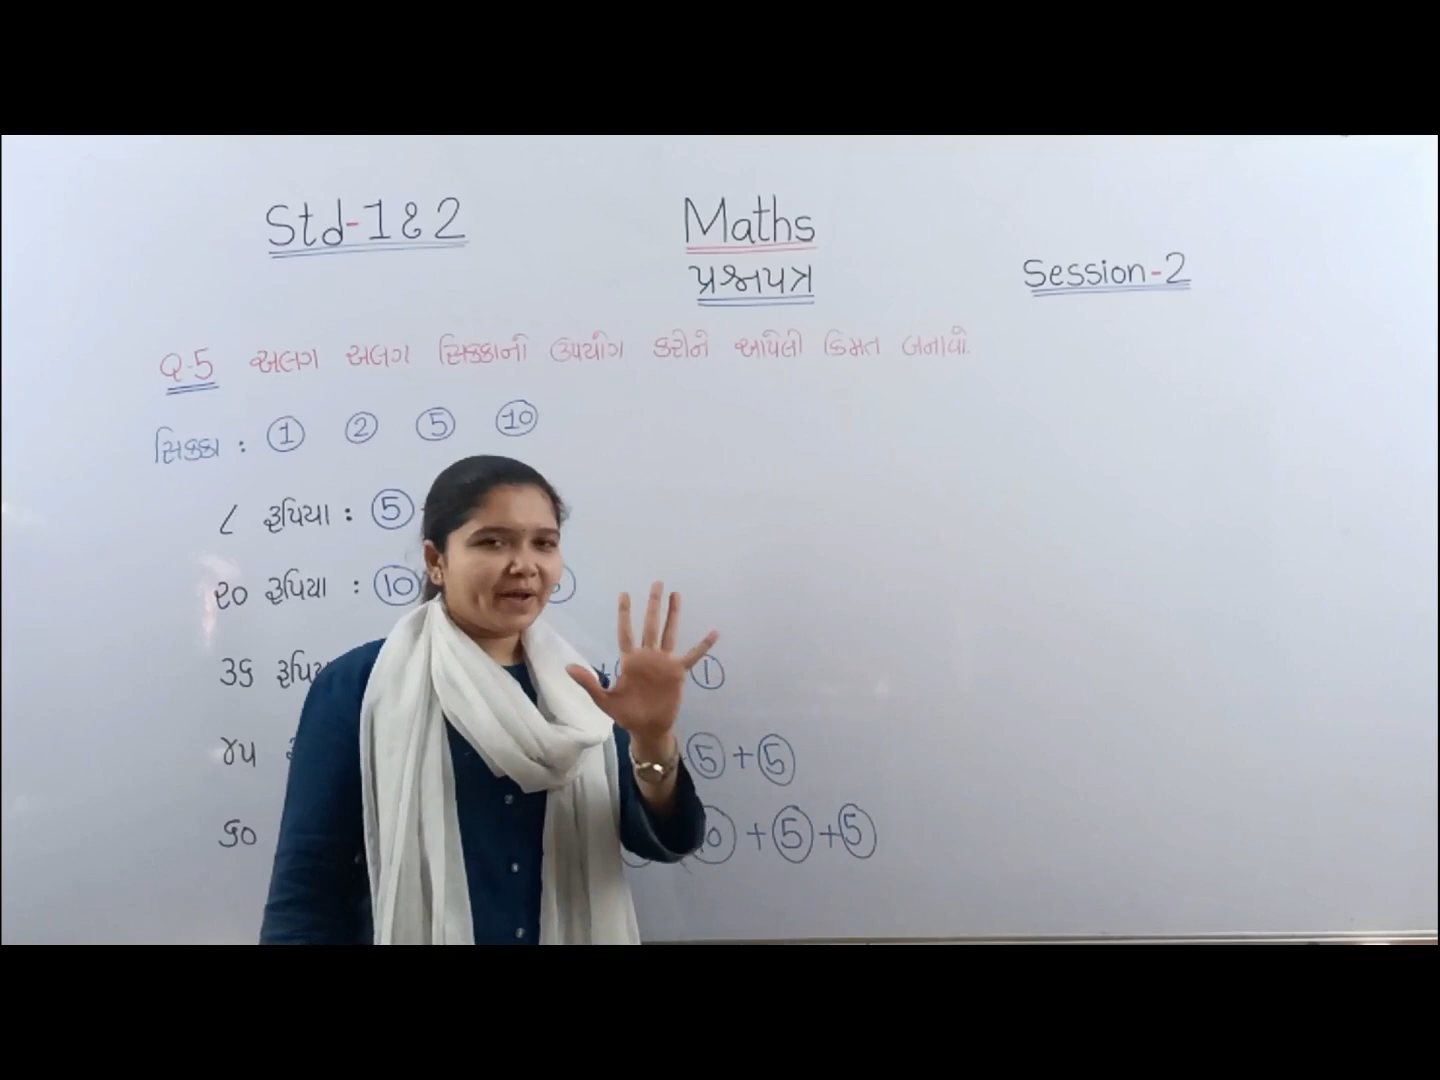 Std-1&2
Maths
પ્રશ્નપત્ર
Session-2
Q-5 અલગ અલગ સિક્કાનો ઉપયોગ કરીને આપેલી કિંમત બનાવો.
સિક્કા : 1 2 5 10
૮ રૂપિયા : 5
૨૦ રૂપિયા : 10
૩૬ + 1
૪૫ 5 + 5
૬૦ + 5 + 5